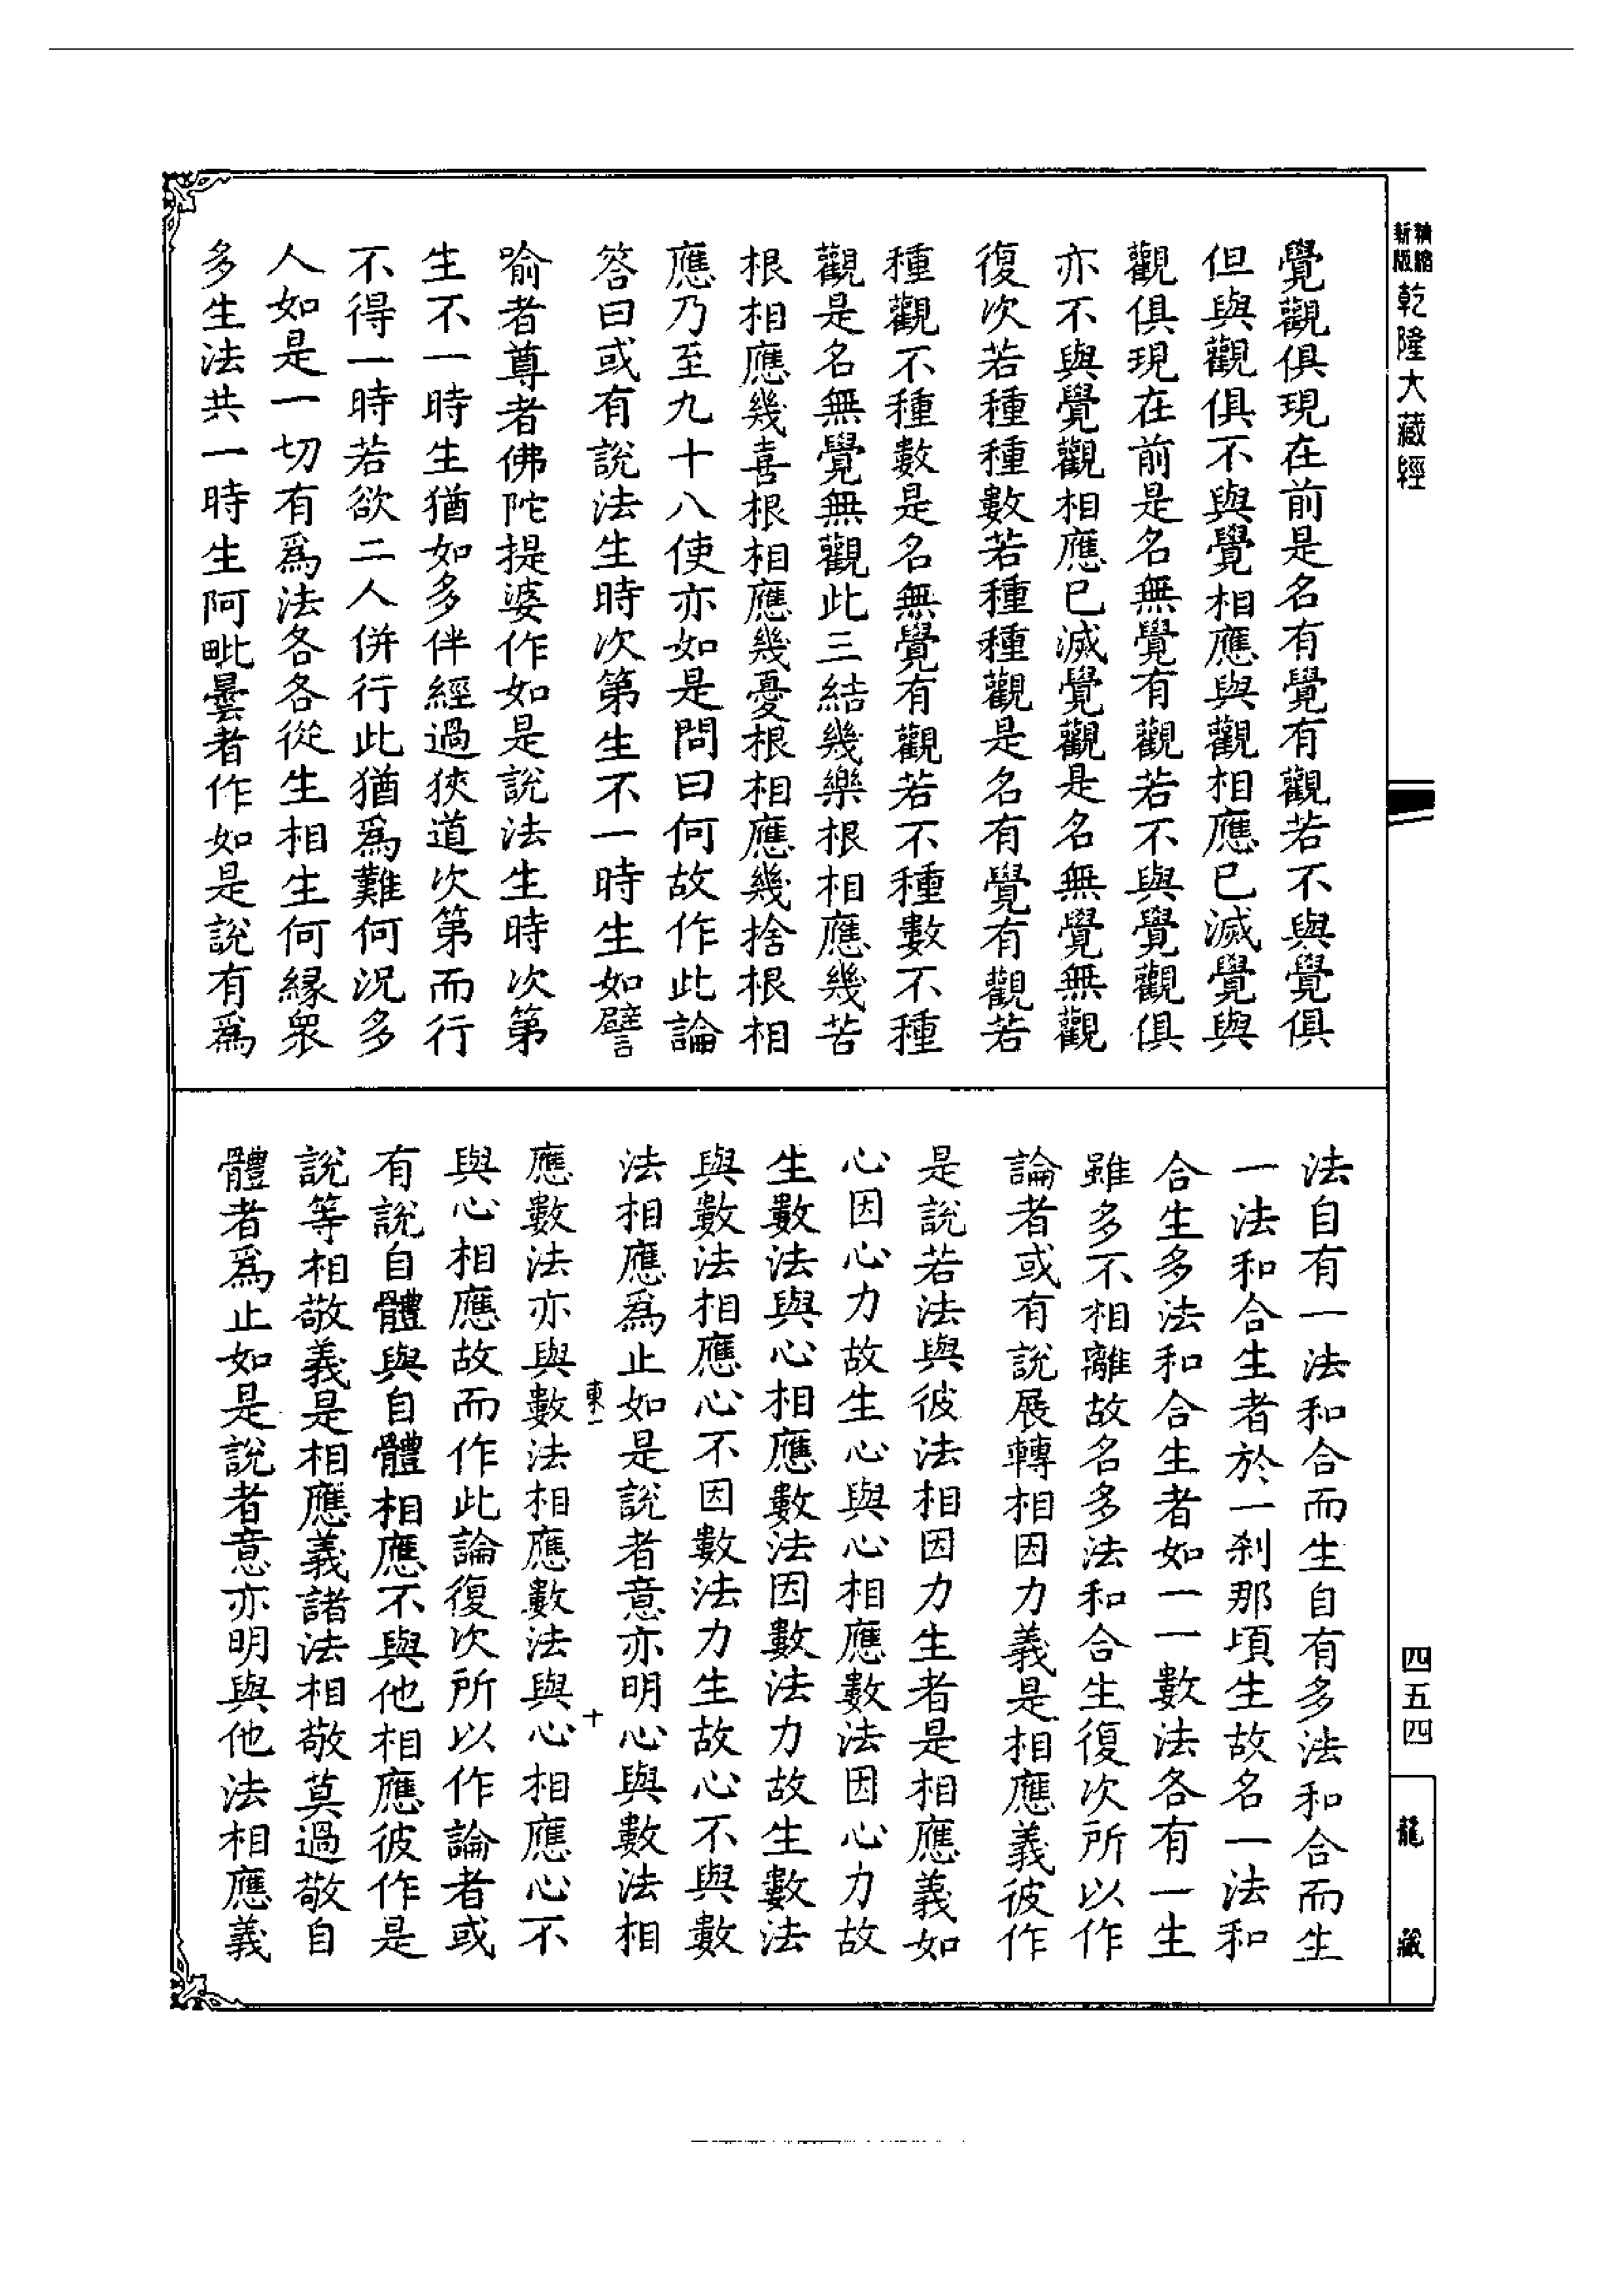 精縮新版乾隆大藏經
四五四
龍藏
覺觀俱現在前是名有覺有觀若不與覺俱
但與觀俱不與覺相應與觀相應已滅覺與
觀俱現在前是名無覺有觀若不與覺觀俱
亦不與覺觀相應已滅覺觀是名無覺無觀
復次若種種數若種種觀是名有覺有觀若
種觀不種數是名無覺有觀若不種數不種
觀是名無覺無觀此三結幾樂根相應幾苦
根相應幾喜根相應幾憂根相應幾捨根相
應乃至九十八使亦如是問曰何故作此論
答曰或有說法生時次第生不一時生如譬
喻者尊者佛陀提婆作如是說法生時次第
生不一時生猶如多伴經過狹道次第而行
不得一時若欲二人併行此猶爲難何況多
人如是一切有爲法各各從生相生何緣衆
多生法共一時生阿毗曇者作如是說有爲
法自有一法和合而生自有多法和合而生
一法和合生者於一刹那頃生故名一法和
合生多法和合生者如一一數法各有一生
雖多不相離故名多法和合生復次所以作
論者或有說展轉相因力義是相應義彼作
是說若法與彼法相因力生者是相應義如
心因心力故生心與心相應數法因心力故
生數法與心相應數法因數法力故生數法
與數法相應心不因數法力生故心不與數
法相應爲止如是說者意亦明心與數法相
東一
十
應數法亦與數法相應數法與心相應心不
與心相應故而作此論復次所以作論者或
有說自體與自體相應不與他相應彼作是
說等相敬義是相應義諸法相敬莫過敬自
體者爲止如是說者意亦明與他法相應義